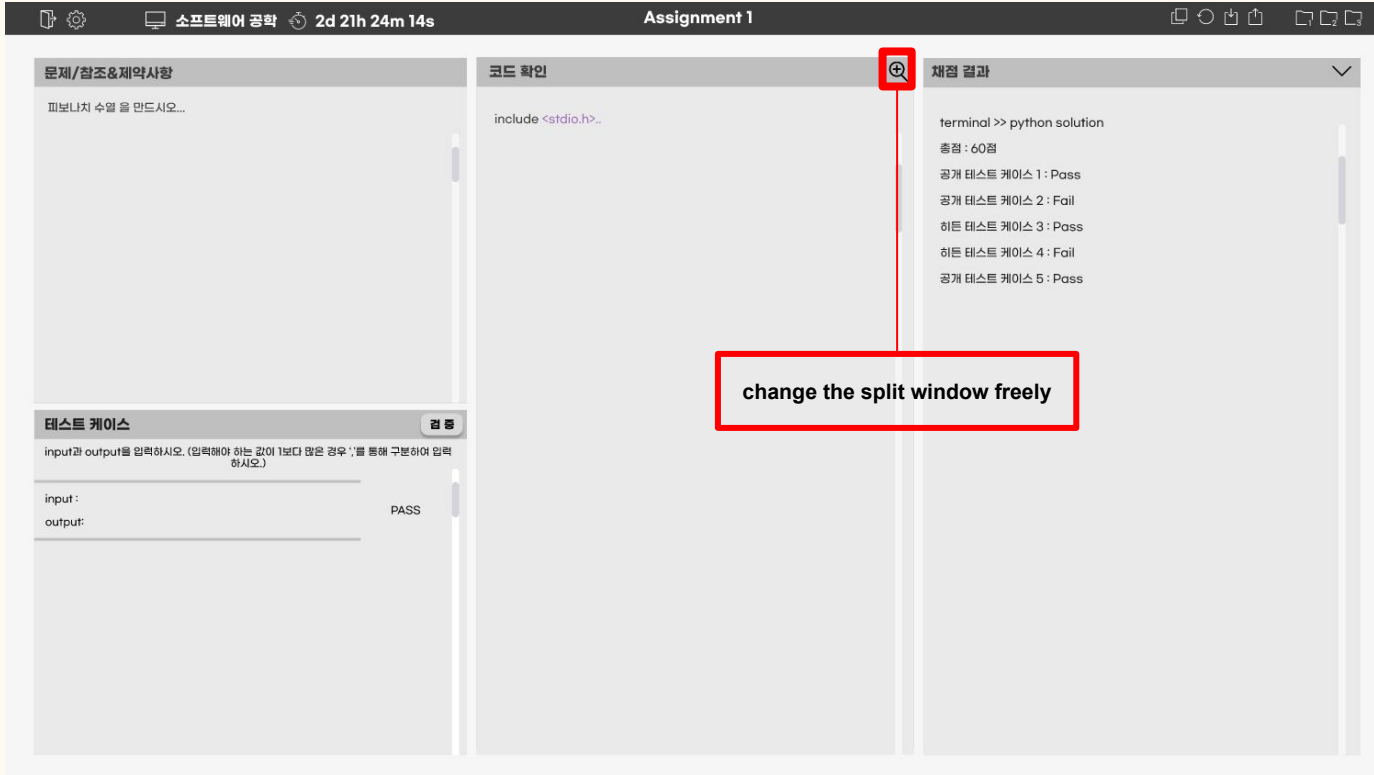 소프트웨어 공학 2d 21h 24m 14s
Assignment 1
1 2 3
문제/참조&제약사항
피보나치 수열 을 만드시오...
테스트 케이스
검증
input과 output을 입력하시오. (입력해야 하는 값이 1보다 많은 경우 ','를 통해 구분하여 입력
하시오.)
input :
output:
PASS
코드 확인
include <stdio.h>..
change the split window freely
채점 결과
terminal >> python solution
총점 : 60점
공개 테스트 케이스 1 : Pass
공개 테스트 케이스 2 : Fail
히든 테스트 케이스 3 : Pass
히든 테스트 케이스 4 : Fail
공개 테스트 케이스 5 : Pass